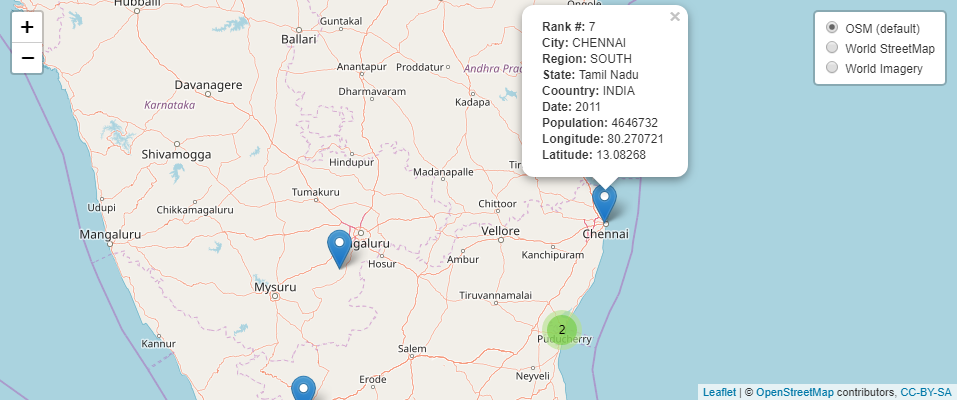 +
−
Hubballi
Guntakal
Ballari
Ongole
×
Rank #: 7
City: CHENNAI
Region: SOUTH
State: Tamil Nadu
Coountry: INDIA
Date: 2011
Population: 4646732
Longitude: 80.270721
Latitude: 13.08268
OSM (default)
World StreetMap
World Imagery
Anantapur
Proddatur
Andhra Prad
Davanagere
Dharmavaram
Kadapa
Karnataka
Shivamogga
Hindupur
Madanapalle
Tir
Tumakuru
Udupi
Chikkamagaluru
Chittoor
Mangaluru
galuru
Vellore
Chennai
Hosur
Ambur
Kanchipuram
Mysuru
Tiruvannamalai
2
Kannur
Puducherry
Salem
Erode
Neyveli
Leaflet | © OpenStreetMap contributors, CC-BY-SA